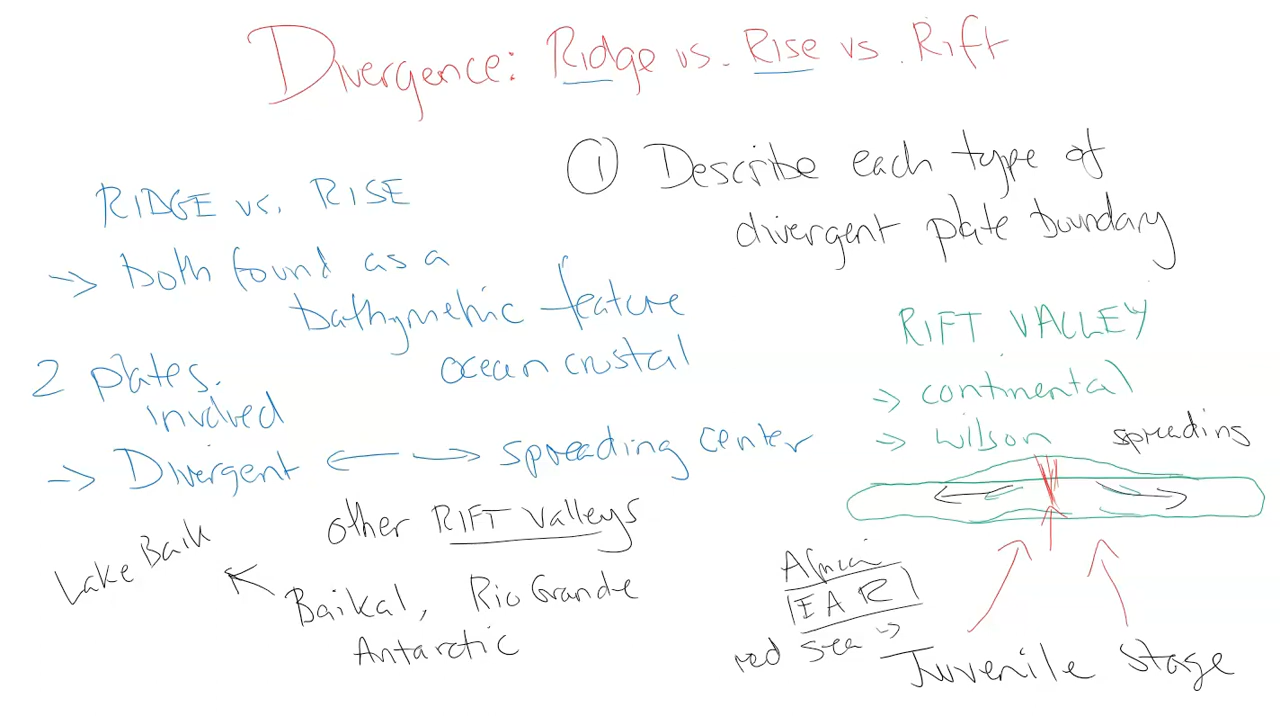 Divergence: Ridge vs. Rise vs. Rift
① Describe each type of
divergent plate boundary
RIDGE vs. RISE
→ both found as a
bathymetric feature
ocean crustal
2 plates.
involved
→ Divergent ← → spreading center
other RIFT valleys
Lake Baik
Baikal, Rio Grande
Antarctic
RIFT VALLEY
→ continental
→ Wilson
spreading
Africa
EAR
red sea →
Juvenile Stage